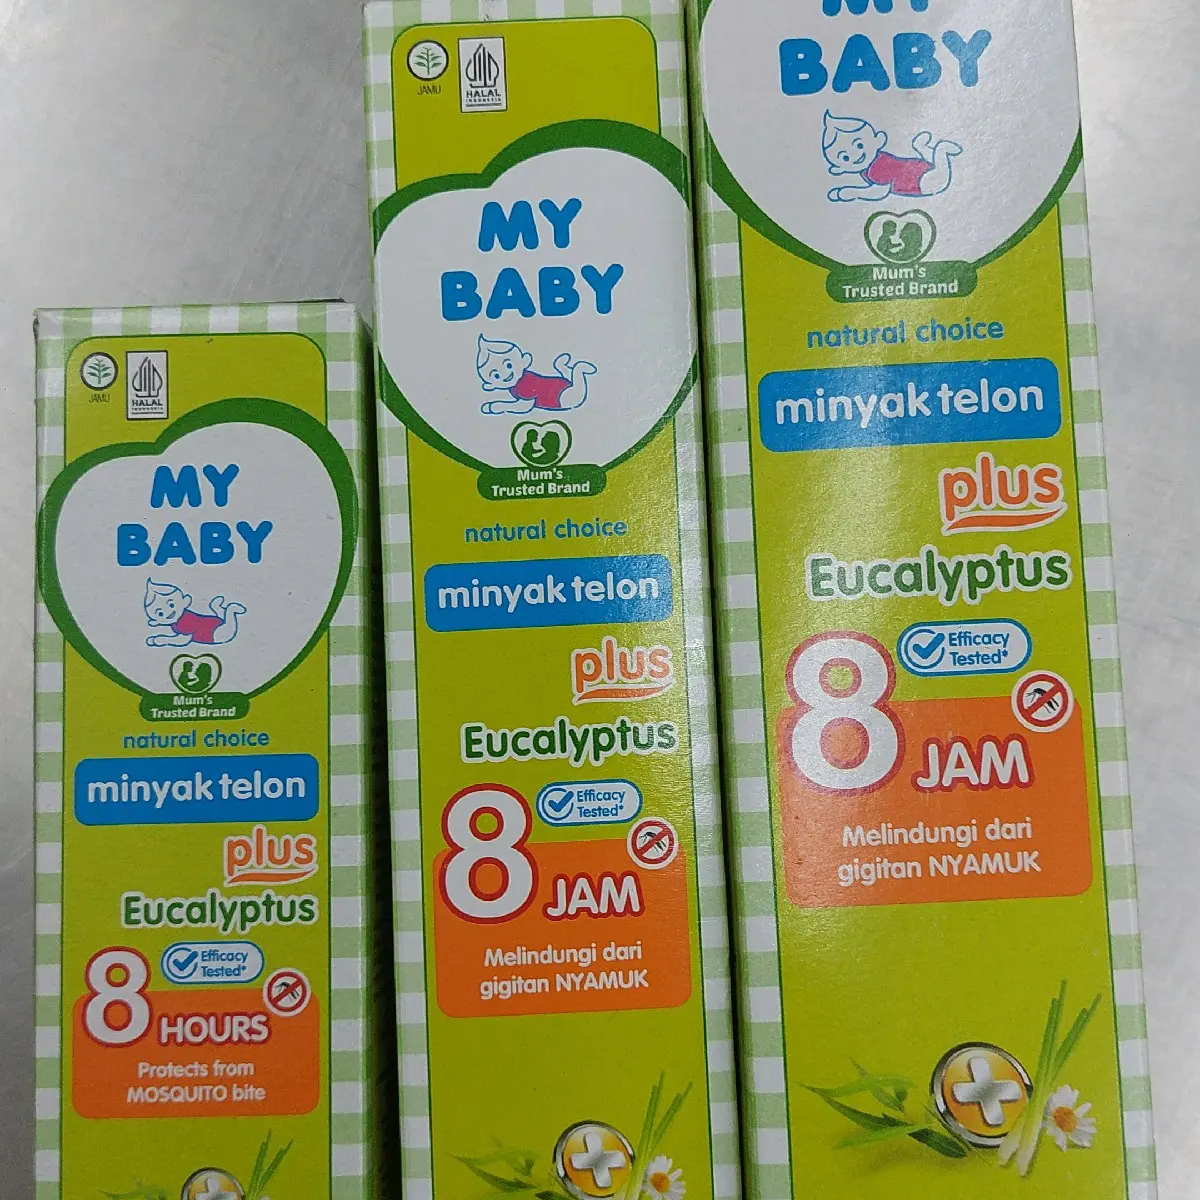 JAMU
HALAL
INDONESIA
MY
BABY
Mum's
Trusted Brand
natural choice
minyak telon
plus
Eucalyptus
8 HOURS
Efficacy
Tested*
Protects from
MOSQUITO bite
JAMU
HALAL
INDONESIA
MY
BABY
Mum's
Trusted Brand
natural choice
minyak telon
plus
Eucalyptus
8 JAM
Efficacy
Tested*
Melindungi dari
gigitan NYAMUK
MY
BABY
Mum's
Trusted Brand
natural choice
minyak telon
plus
Eucalyptus
8 JAM
Efficacy
Tested*
Melindungi dari
gigitan NYAMUK